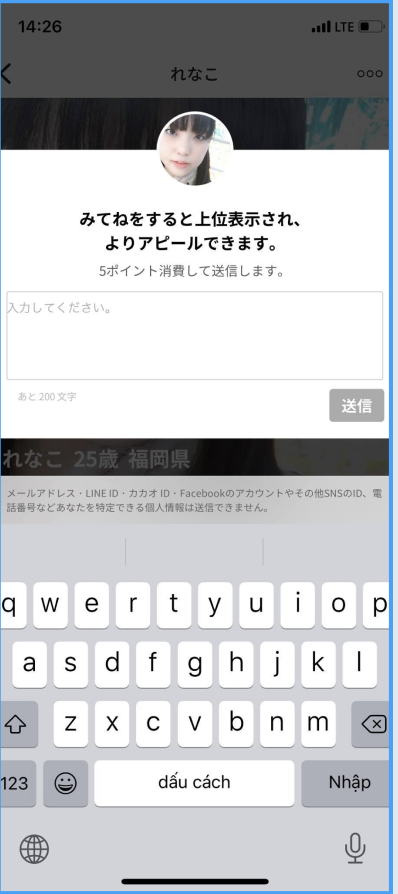 14:26 LTE
れなこ
みてねをすると上位表示され、
よりアピールできます。
5ポイント消費して送信します。
入力してください。
あと 200 文字
送信
れなこ 25歳 福岡県
メールアドレス・LINE ID・カカオ ID・Facebookのアカウントやその他SNSのID、電
話番号などあなたを特定できる個人情報は送信できません。
q w e r t y u i o p
a s d f g h j k l
z x c v b n m
123 dấu cách Nhập